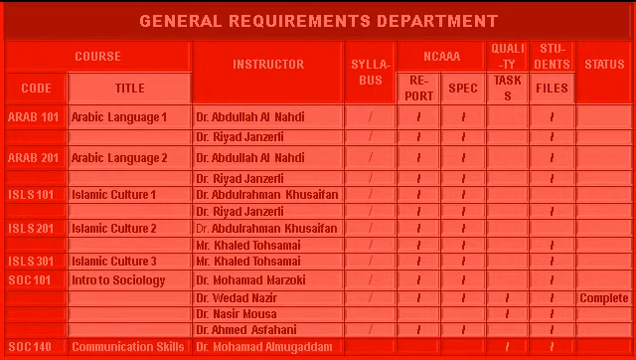 GENERAL REQUIREMENTS DEPARTMENT
COURSE INSTRUCTOR SYLLA-BUS NCAAA QUALI-TY STU-DENTS STATUS
CODE TITLE RE-PORT SPEC TASKS FILES
ARAB 101 Arabic Language 1 Dr. Abdullah Al Nahdi / ~ ~ ~
Dr. Riyad Janzerli / ~ ~ ~
ARAB 201 Arabic Language 2 Dr. Abdullah Al Nahdi / ~ ~ ~
Dr. Riyad Janzerli / ~ ~ ~
ISLS 101 Islamic Culture 1 Dr. Abdulrahman Khusaifan / ~ ~
Dr. Riyad Janzerli / ~ ~ ~
ISLS 201 Islamic Culture 2 Dr. Abdulrahman Khusaifan / ~ ~
Mr. Khaled Tohsamai / ~ ~ ~
ISLS 301 Islamic Culture 3 Mr. Khaled Tohsamai / ~ ~ ~
SOC 101 Intro to Sociology Dr. Mohamad Marzoki / ~ ~ ~
Dr. Wedad Nazir / ~ ~ ~ ~ Complete
Dr. Nasir Mousa ~ ~
Dr. Ahmed Asfahani / ~ ~ ~ ~
SOC 140 Communication Skills Dr. Mohamad Almugaddam ~ ~